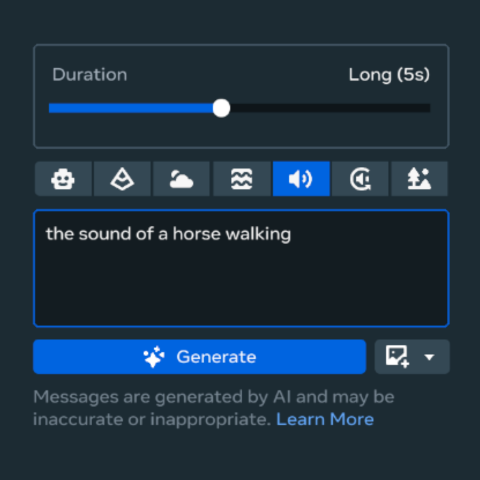 Duration
Long (5s)
the sound of a horse walking
Generate
Messages are generated by AI and may be
inaccurate or inappropriate. Learn More